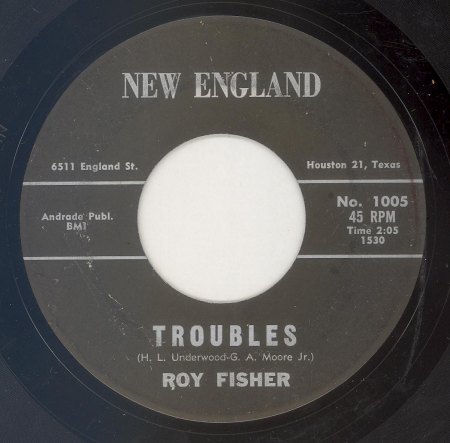 NEW ENGLAND
6511 England St.
Houston 21, Texas
Andrade Publ.
BMI
No. 1005
45 RPM
Time 2:05
1530
TROUBLES
(H. L. Underwood-G. A. Moore Jr.)
ROY FISHER